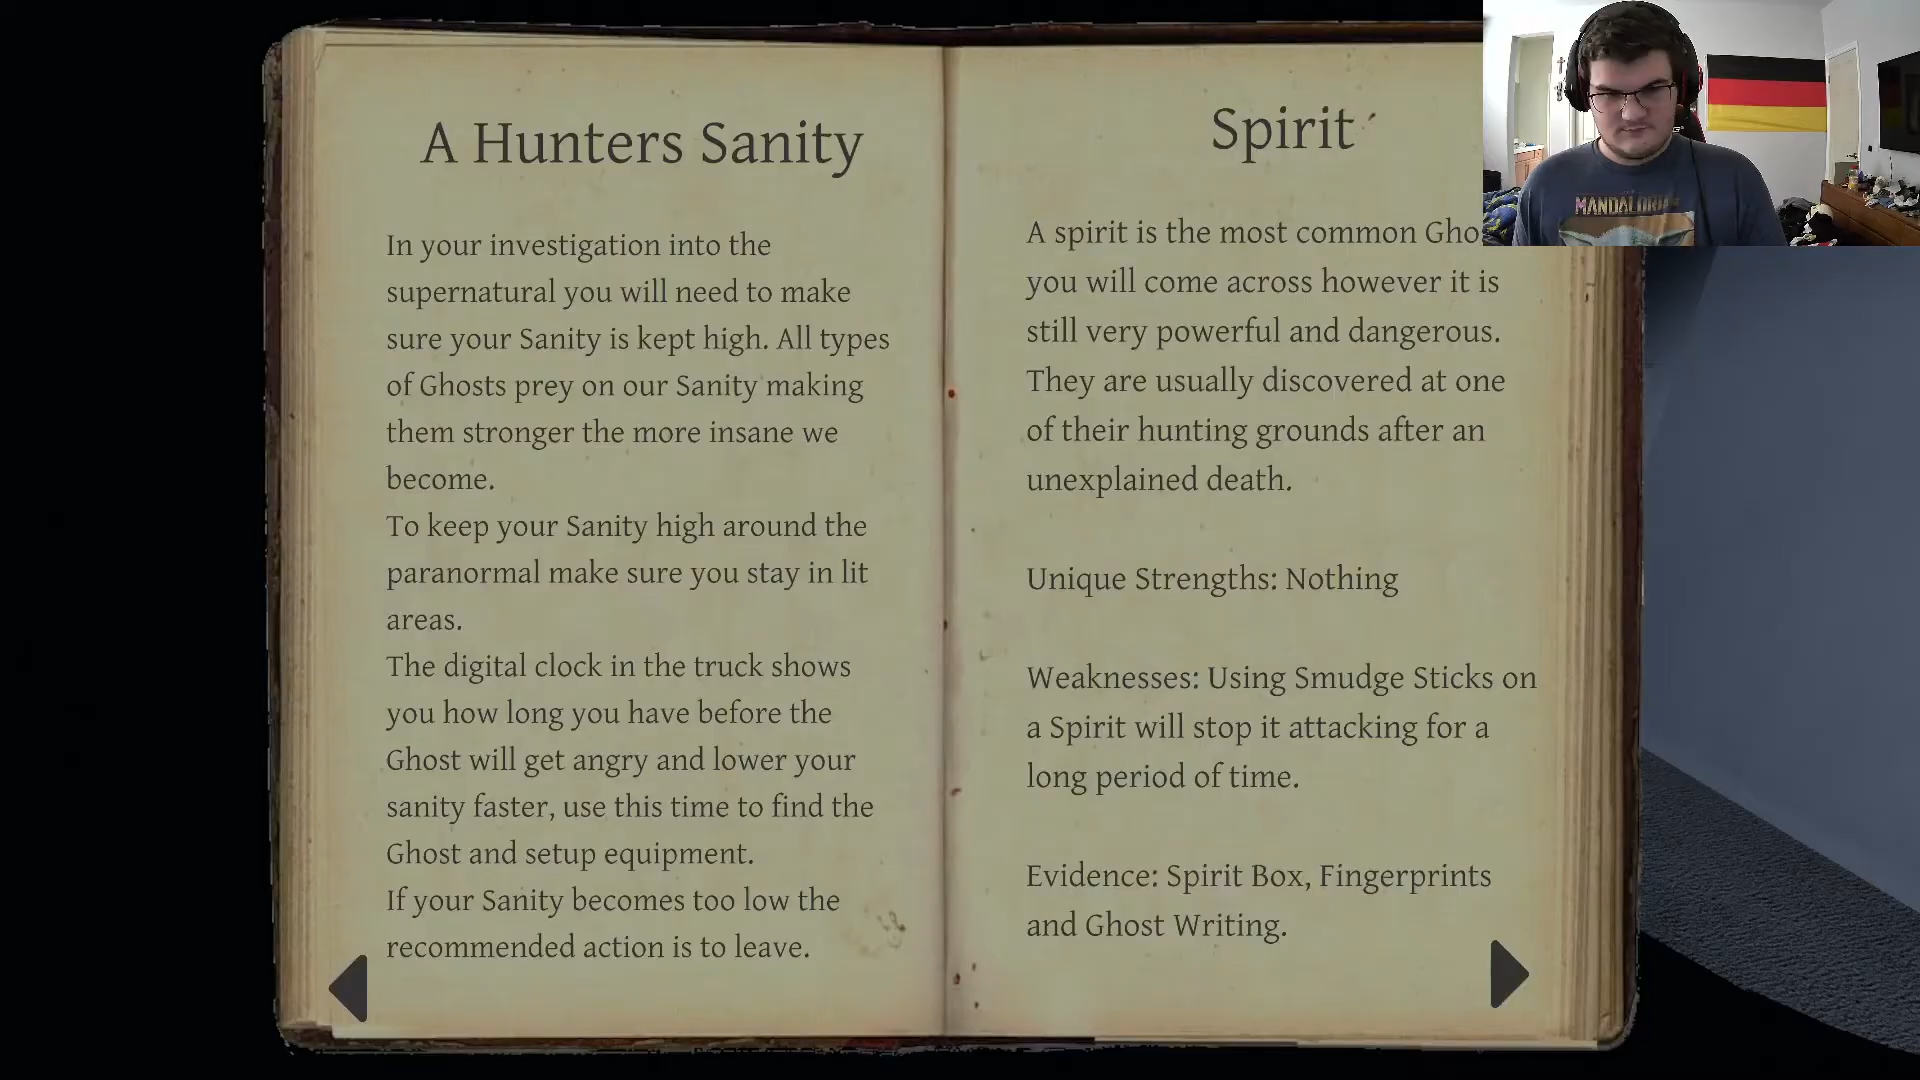 A Hunters Sanity
In your investigation into the
supernatural you will need to make
sure your Sanity is kept high. All types
of Ghosts prey on our Sanity making
them stronger the more insane we
become.
To keep your Sanity high around the
paranormal make sure you stay in lit
areas.
The digital clock in the truck shows
you how long you have before the
Ghost will get angry and lower your
sanity faster, use this time to find the
Ghost and setup equipment.
If your Sanity becomes too low the
recommended action is to leave.
Spirit
A spirit is the most common Gho
you will come across however it is
still very powerful and dangerous.
They are usually discovered at one
of their hunting grounds after an
unexplained death.
Unique Strengths: Nothing
Weaknesses: Using Smudge Sticks on
a Spirit will stop it attacking for a
long period of time.
Evidence: Spirit Box, Fingerprints
and Ghost Writing.